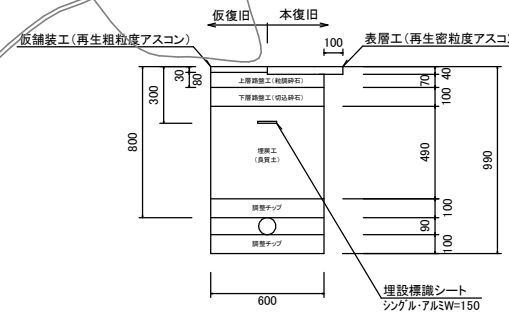 仮復旧 本復旧
仮舗装工(再生粗粒度アスコン)
100
表層工(再生密粒度アスコ
30
80
300
800
上層路盤工(粒調砕石)
下層路盤工(切込砕石)
埋戻工
(良質土)
調整チップ
調整チップ
40
70
100
490
100
90
100
990
600
埋設標識シート
シングル・アルミW=150